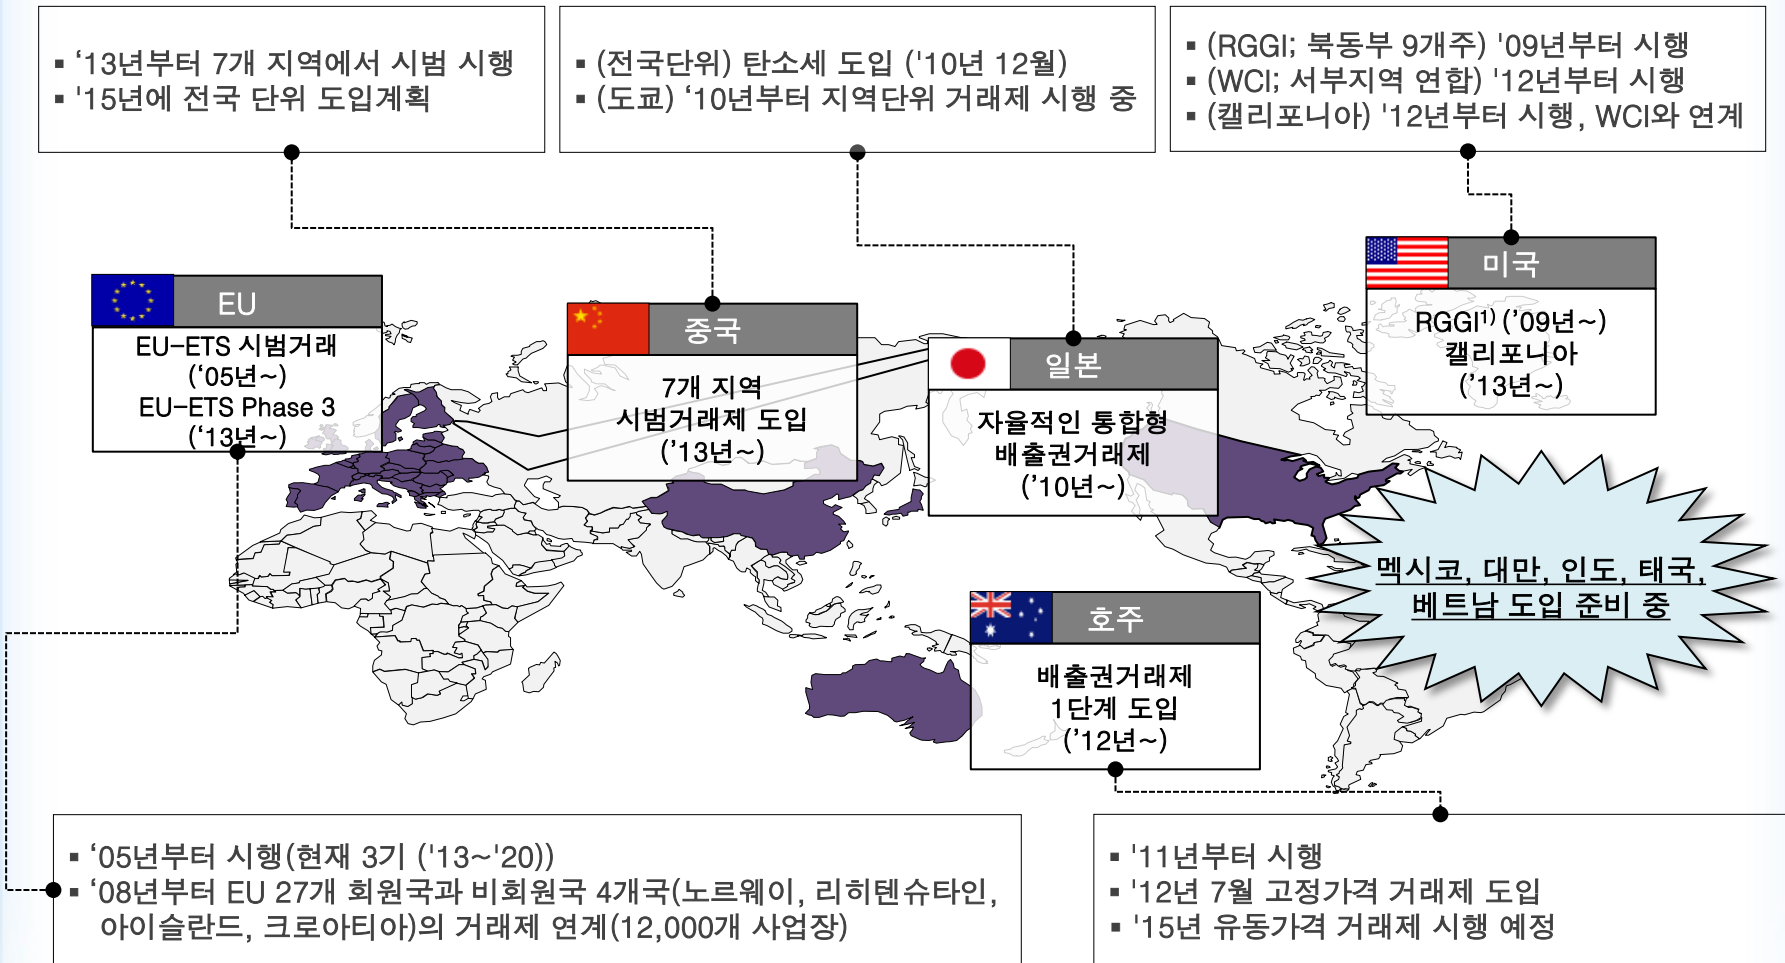 ▪ ‘13년부터 7개 지역에서 시범 시행
▪ '15년에 전국 단위 도입계획
▪ (전국단위) 탄소세 도입 ('10년 12월)
▪ (도쿄) ‘10년부터 지역단위 거래제 시행 중
▪ (RGGI; 북동부 9개주) '09년부터 시행
▪ (WCI; 서부지역 연합) '12년부터 시행
▪ (캘리포니아) '12년부터 시행, WCI와 연계
EU
EU-ETS 시범거래
(‘05년~)
EU-ETS Phase 3
(‘13년~)
중국
7개 지역
시범거래제 도입
(’13년~)
일본
자율적인 통합형
배출권거래제
(’10년~)
미국
RGGI¹⁾ (’09년~)
캘리포니아
(’13년~)
멕시코, 대만, 인도, 태국,
베트남 도입 준비 중
호주
배출권거래제
1단계 도입
(’12년~)
▪ ‘05년부터 시행(현재 3기 ('13~'20))
▪ ‘08년부터 EU 27개 회원국과 비회원국 4개국(노르웨이, 리히텐슈타인,
아이슬란드, 크로아티아)의 거래제 연계(12,000개 사업장)
▪ '11년부터 시행
▪ '12년 7월 고정가격 거래제 도입
▪ '15년 유동가격 거래제 시행 예정